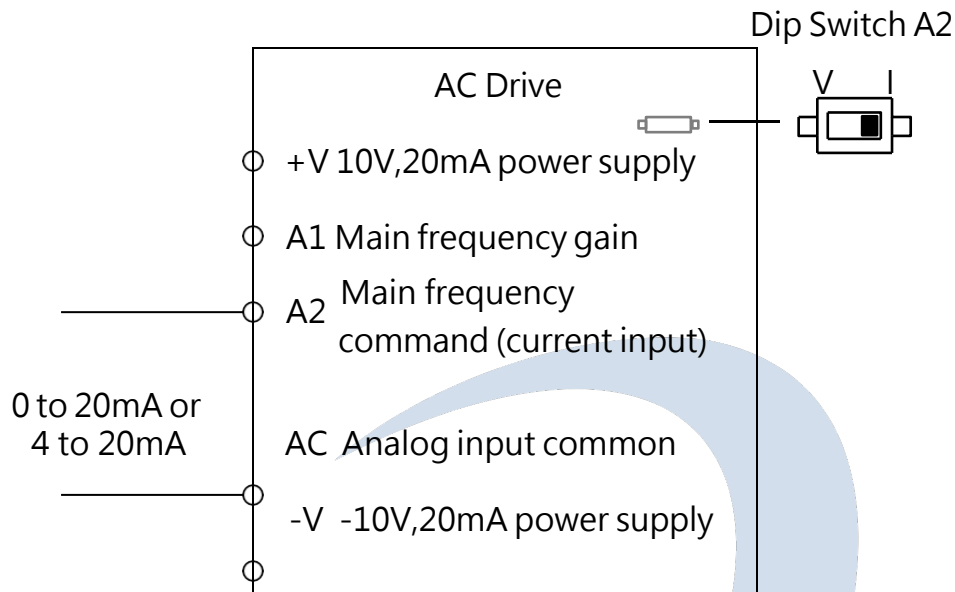 Dip Switch A2
V I
AC Drive
+V 10V,20mA power supply
A1 Main frequency gain
A2 Main frequency
command (current input)
0 to 20mA or
4 to 20mA
AC Analog input common
-V -10V,20mA power supply